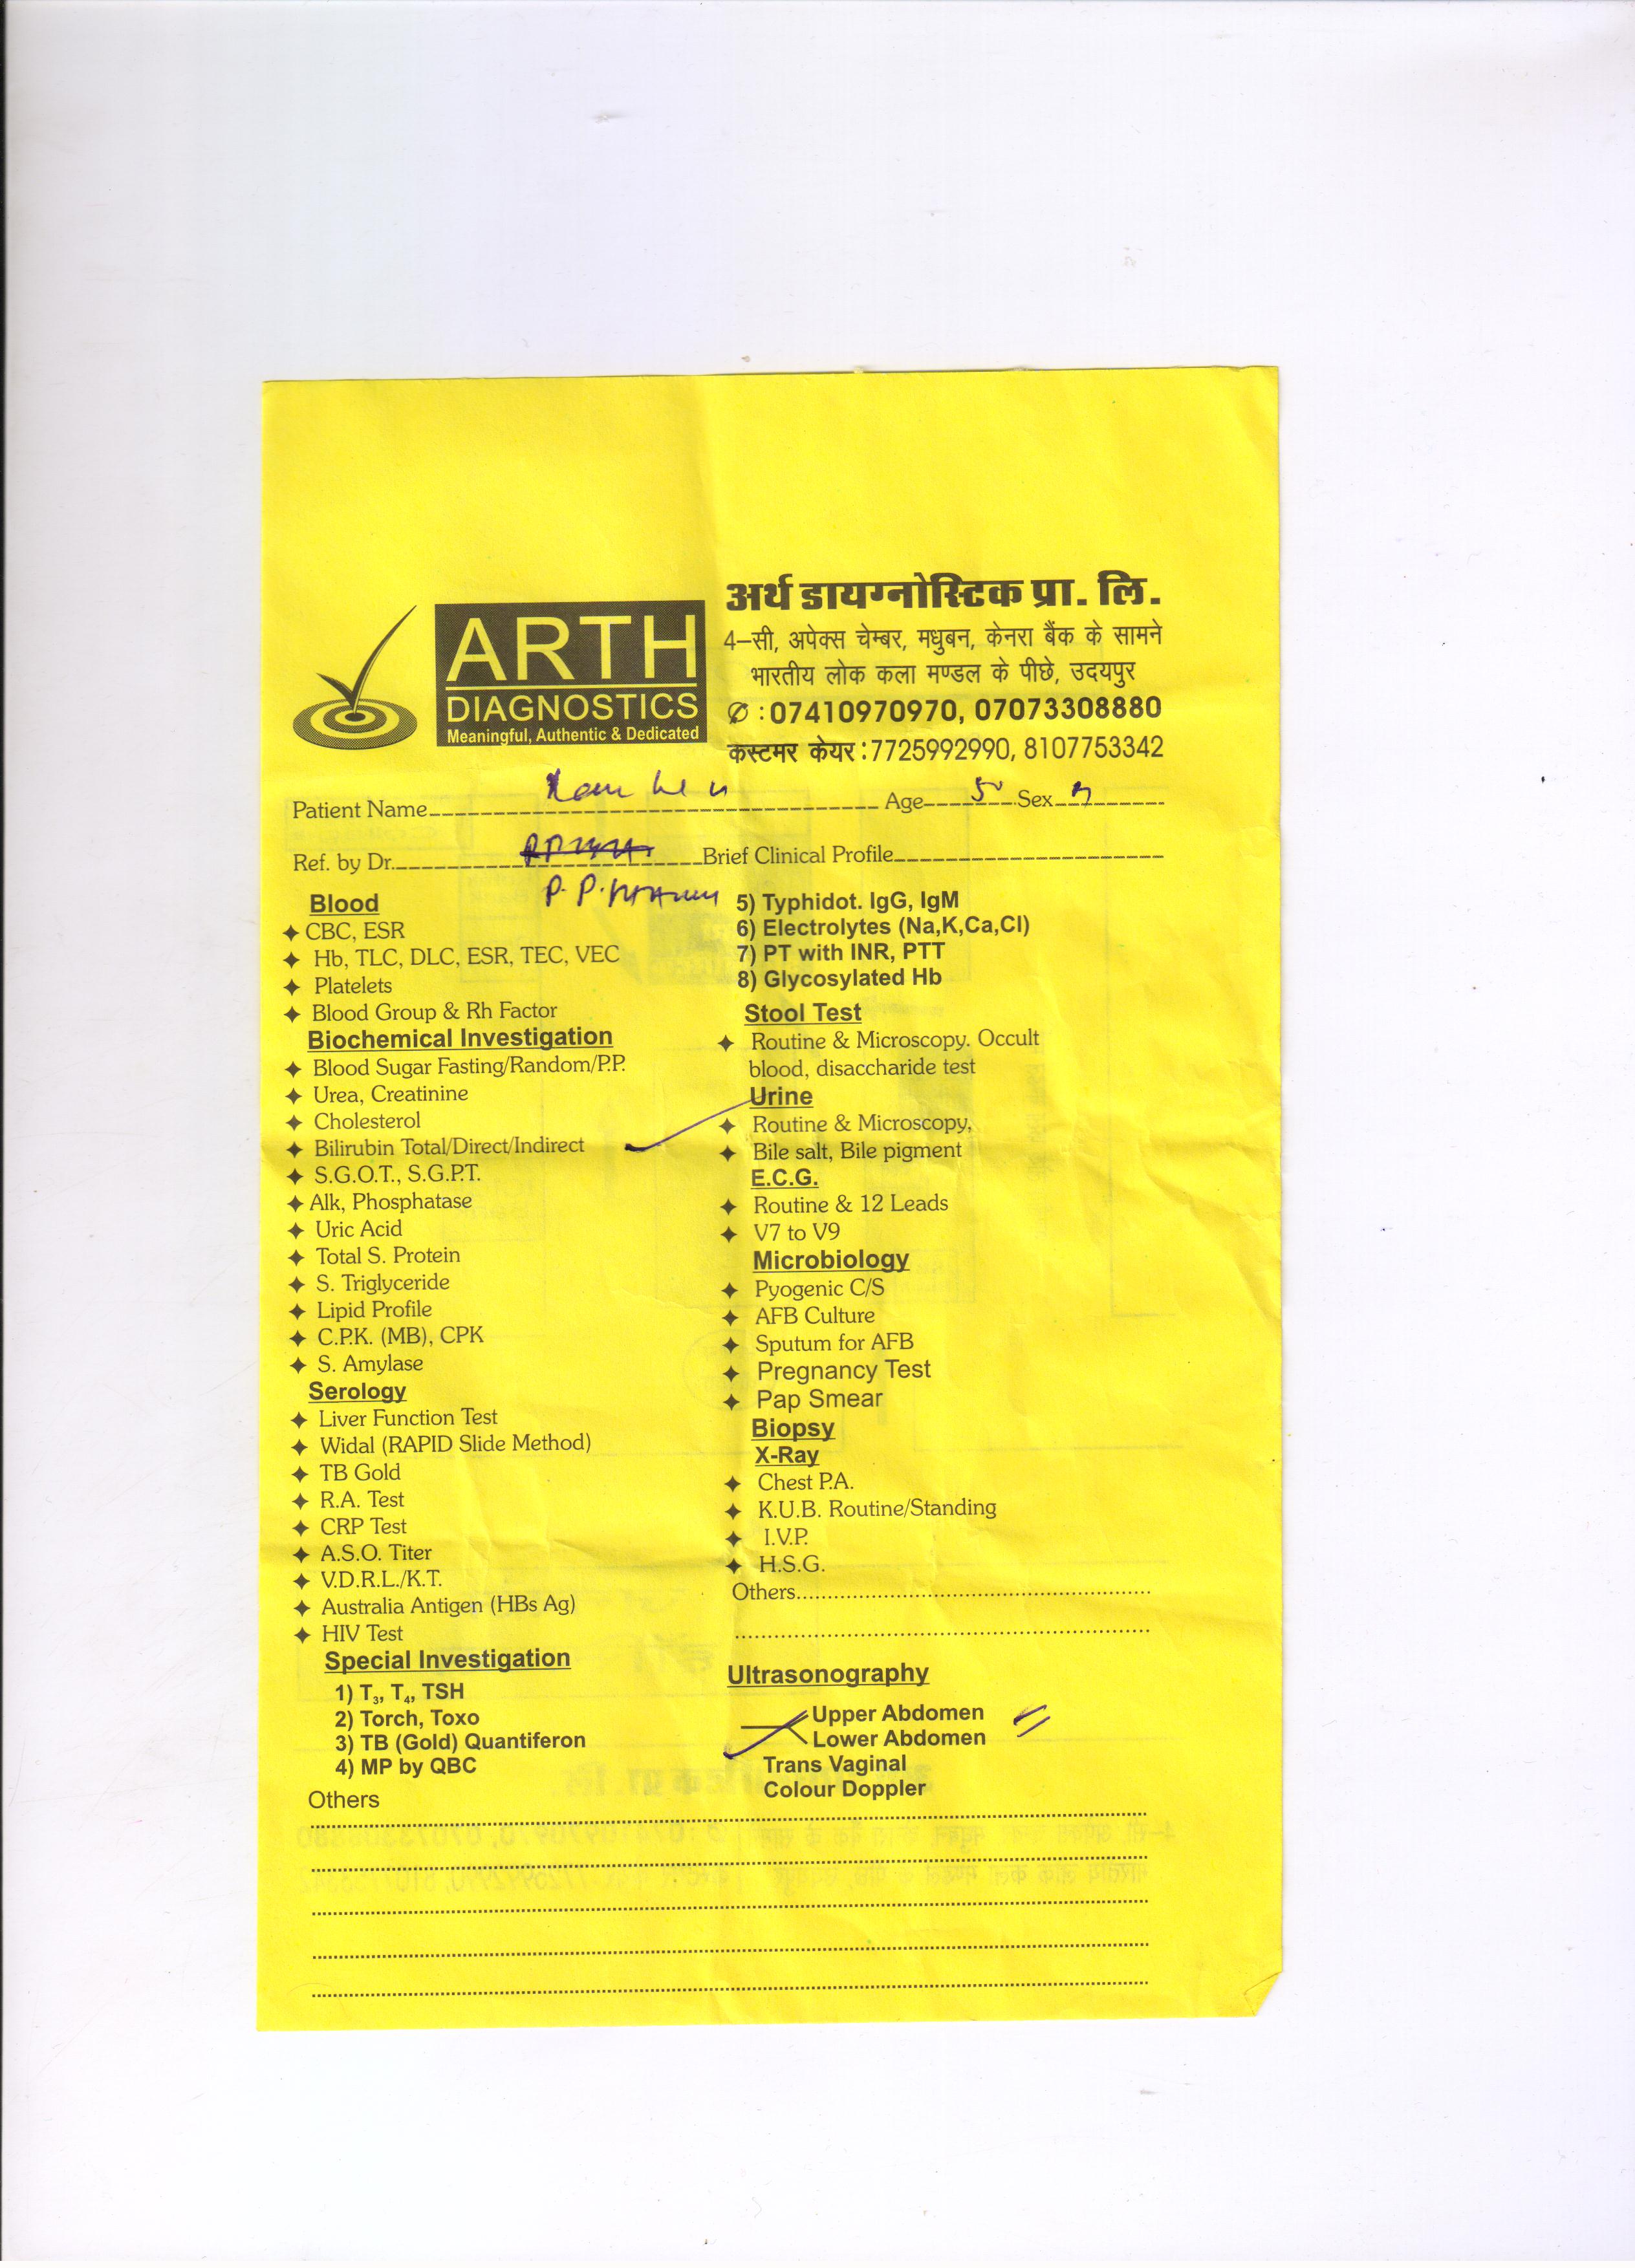 अर्थ डायग्नोस्टिक प्रा. लि.
ARTH
DIAGNOSTICS
Meaningful, Authentic & Dedicated
4-सी, अपेक्स चेम्बर, मधुबन, केनरा बैंक के सामने
भारतीय लोक कला मण्डल के पीछे, उदयपुर
: 07410970970, 07073308880
कस्टमर केयर : 7725992990, 8107753342
Patient Name Age 50 Sex
Ref. by Dr. Brief Clinical Profile
P. P.
Blood
CBC, ESR
Hb, TLC, DLC, ESR, TEC, VEC
Platelets
Blood Group & Rh Factor
Biochemical Investigation
Blood Sugar Fasting/Random/P.P.
Urea, Creatinine
Cholesterol
Bilirubin Total/Direct/Indirect
S.G.O.T., S.G.P.T.
Alk, Phosphatase
Uric Acid
Total S. Protein
S. Triglyceride
Lipid Profile
C.P.K. (MB), CPK
S. Amylase
Serology
Liver Function Test
Widal (RAPID Slide Method)
TB Gold
R.A. Test
CRP Test
A.S.O. Titer
V.D.R.L./K.T.
Australia Antigen (HBs Ag)
HIV Test
Special Investigation
1) T3, T4, TSH
2) Torch, Toxo
3) TB (Gold) Quantiferon
4) MP by QBC
Others
5) Typhidot. IgG, IgM
6) Electrolytes (Na,K,Ca,Cl)
7) PT with INR, PTT
8) Glycosylated Hb
Stool Test
Routine & Microscopy. Occult
blood, disaccharide test
Urine
Routine & Microscopy,
Bile salt, Bile pigment
E.C.G.
Routine & 12 Leads
V7 to V9
Microbiology
Pyogenic C/S
AFB Culture
Sputum for AFB
Pregnancy Test
Pap Smear
Biopsy
X-Ray
Chest P.A.
K.U.B. Routine/Standing
I.V.P.
H.S.G.
Others
Ultrasonography
Upper Abdomen
Lower Abdomen
Trans Vaginal
Colour Doppler